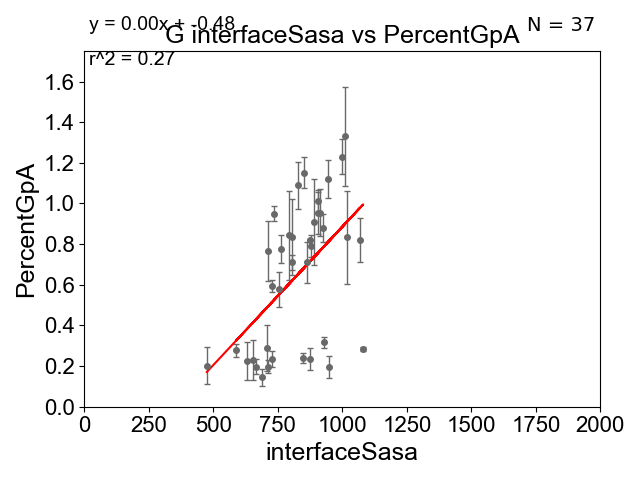 y = 0.00x + -0.48
N = 37
G interfaceSasa vs PercentGpA
r^2 = 0.27
1.6
1.4
1.2
1.0
0.8
0.6
0.4
0.2
0.0
PercentGpA
0 250 500 750 1000 1250 1500 1750 2000
interfaceSasa